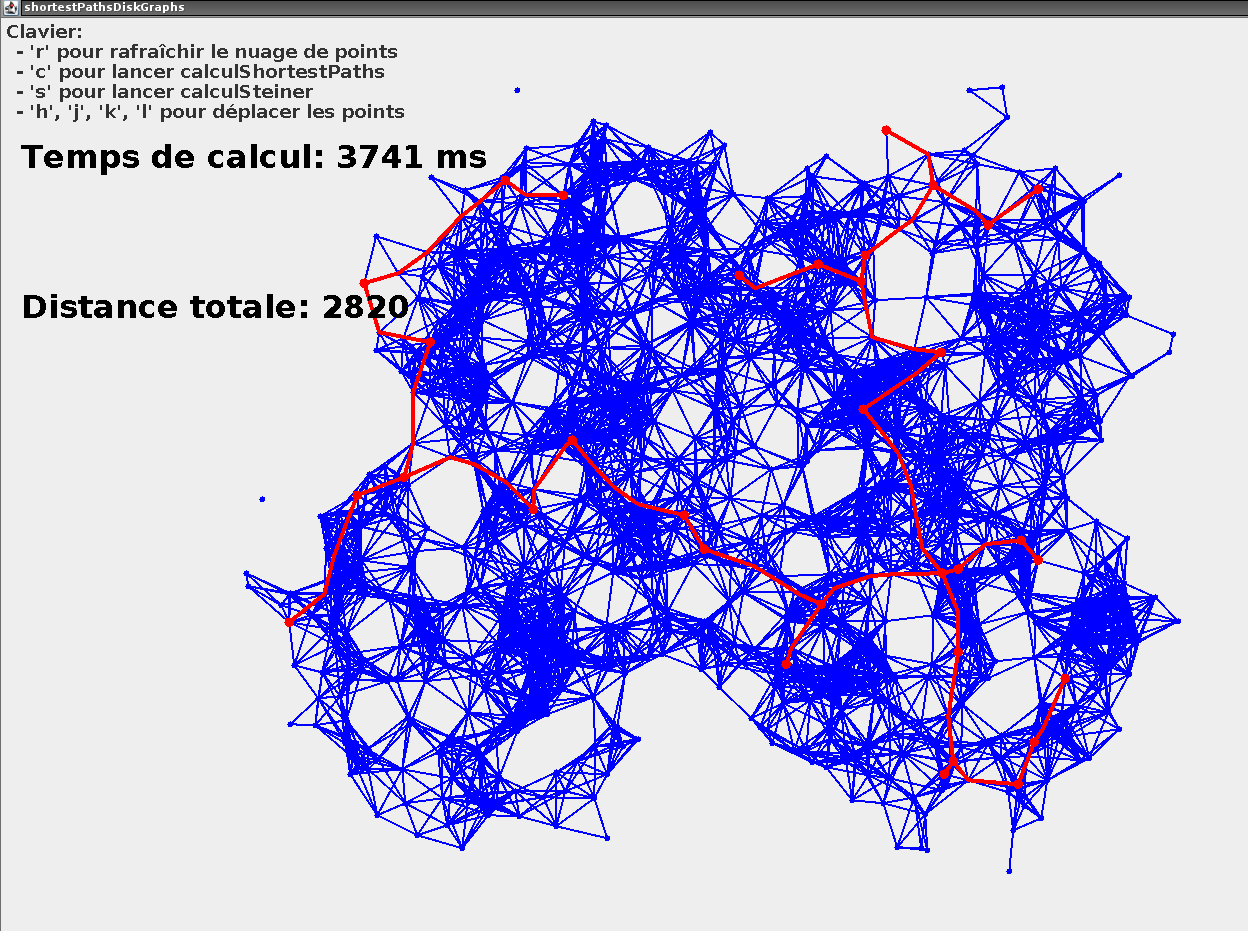 shortestPathsDiskGraphs
Clavier:
- 'r' pour rafraîchir le nuage de points
- 'c' pour lancer calculShortestPaths
- 's' pour lancer calculSteiner
- 'h', 'j', 'k', 'l' pour déplacer les points
Temps de calcul: 3741 ms
Distance totale: 2820